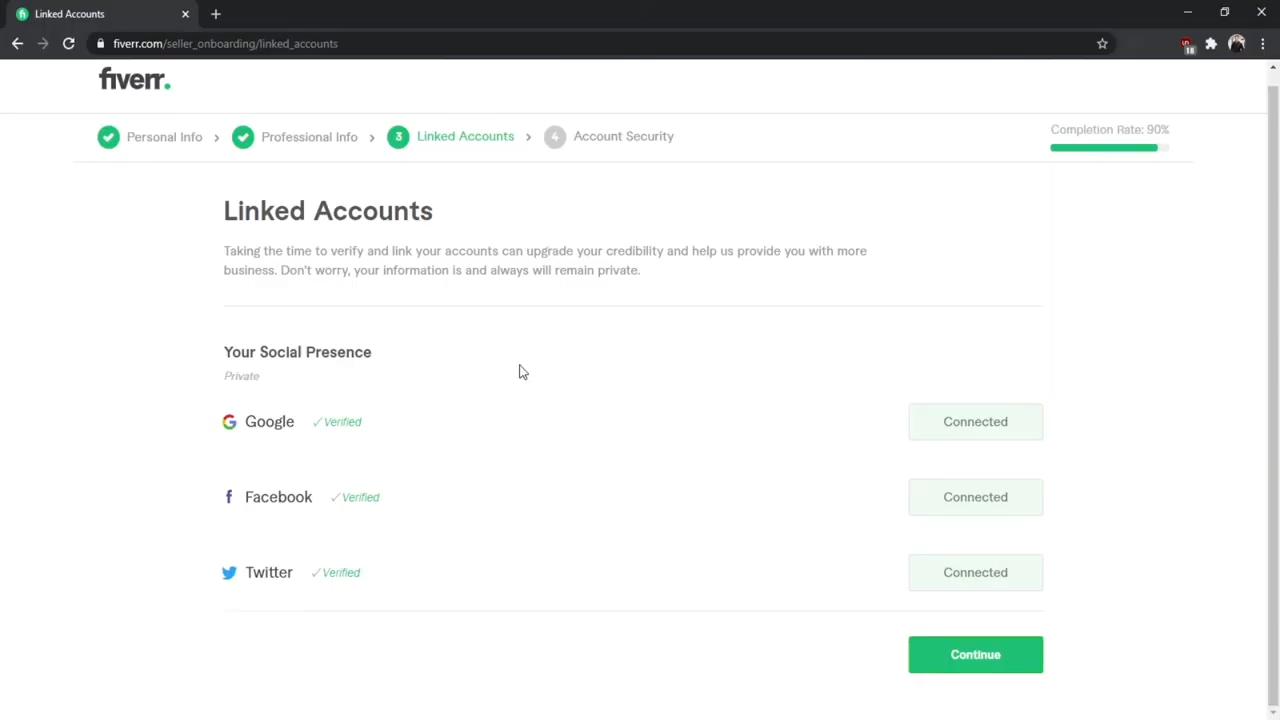 Linked Accounts
fiverr.com/seller_onboarding/linked_accounts
18
fiverr.
Personal Info > Professional Info > 3 Linked Accounts > 4 Account Security
Completion Rate: 90%
Linked Accounts
Taking the time to verify and link your accounts can upgrade your credibility and help us provide you with more
business. Don't worry, your information is and always will remain private.
Your Social Presence
Private
Google ✓Verified Connected
Facebook ✓Verified Connected
Twitter ✓Verified Connected
Continue